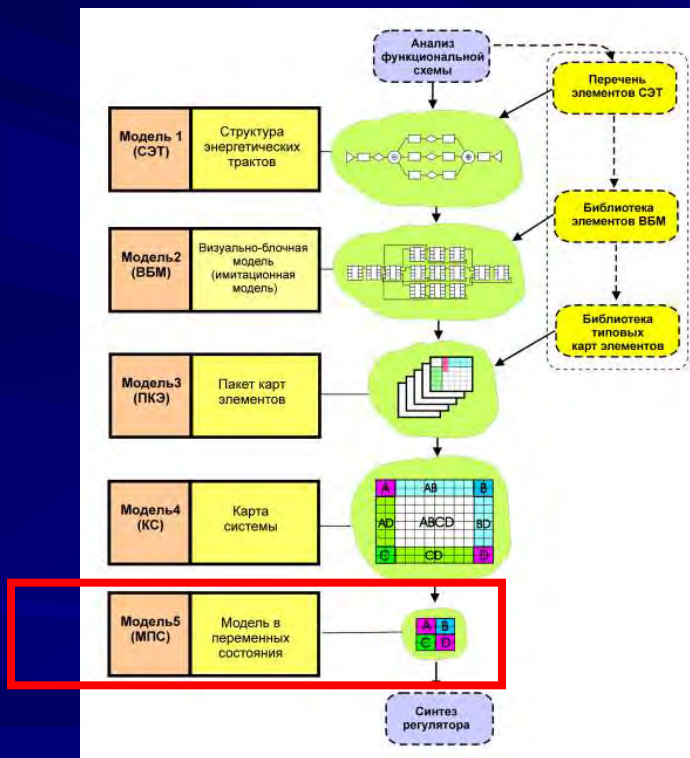 Анализ
функциональной
схемы
Перечень
элементов СЭТ
Модель 1
(СЭТ)
Структура
энергетических
трактов
Библиотека
элементов ВБМ
Модель2
(ВБМ)
Визуально-блочная
модель
(имитационная
модель)
Библиотека
типовых
карт элементов
Модель3
(ПКЭ)
Пакет карт
элементов
Модель4
(КС)
Карта
системы
A AB B
AD ABCD BD
C CD D
Модель5
(МПС)
Модель в
переменных
состояния
A B
C D
Синтез
регулятора